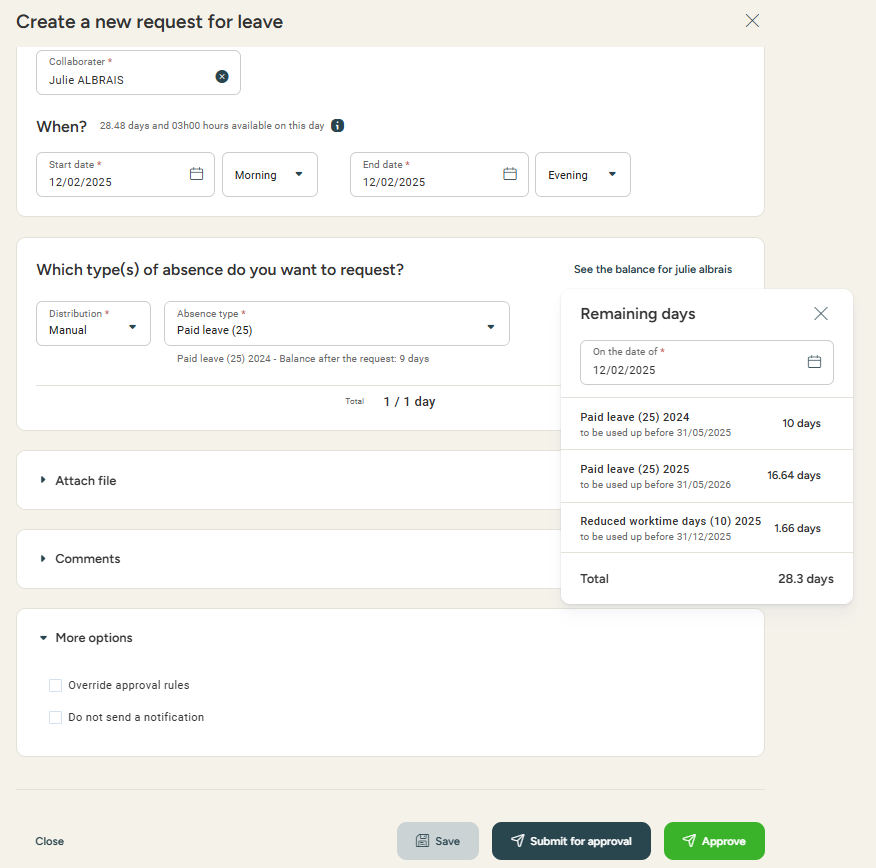 Create a new request for leave
Collaborater *
Julie ALBRAIS
When? 28.48 days and 03h00 hours available on this day
Start date *
12/02/2025
Morning
End date *
12/02/2025
Evening
Which type(s) of absence do you want to request?
See the balance for julie albrais
Distribution *
Manual
Absence type *
Paid leave (25)
Paid leave (25) 2024 - Balance after the request: 9 days
Total 1 / 1 day
Remaining days
On the date of *
12/02/2025
Paid leave (25) 2024
to be used up before 31/05/2025
10 days
Paid leave (25) 2025
to be used up before 31/05/2026
16.64 days
Reduced worktime days (10) 2025
to be used up before 31/12/2025
1.66 days
Total 28.3 days
Attach file
Comments
More options
Override approval rules
Do not send a notification
Close
Save
Submit for approval
Approve